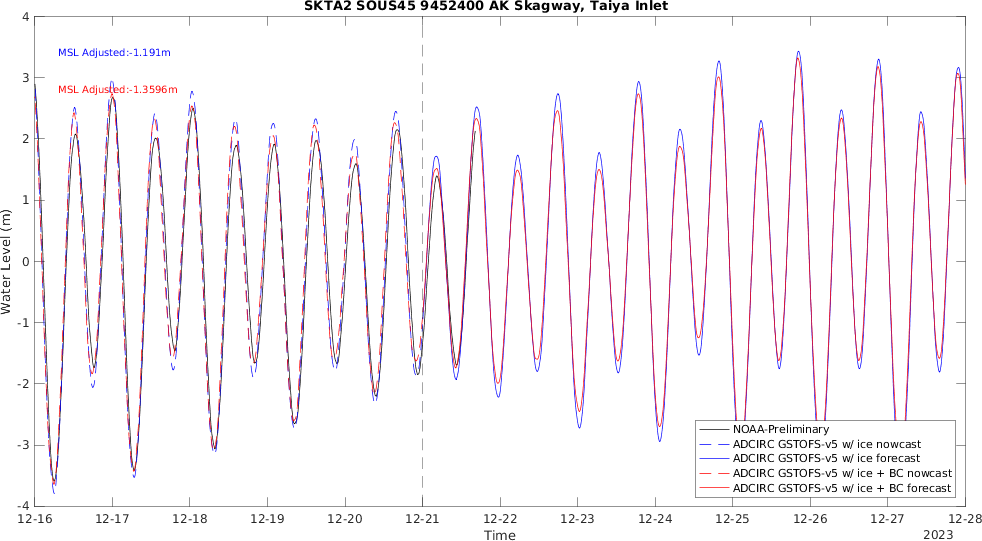 SKTA2 SOUS45 9452400 AK Skagway, Taiya Inlet
MSL Adjusted:-1.191m
MSL Adjusted:-1.3596m
4
3
2
1
0
-1
-2
-3
-4
Water Level (m)
NOAA-Preliminary
ADCIRC GSTOFS-v5 w/ ice nowcast
ADCIRC GSTOFS-v5 w/ ice forecast
ADCIRC GSTOFS-v5 w/ ice + BC nowcast
ADCIRC GSTOFS-v5 w/ ice + BC forecast
12-16 12-17 12-18 12-19 12-20 12-21 12-22 12-23 12-24 12-25 12-26 12-27 12-28
Time
2023